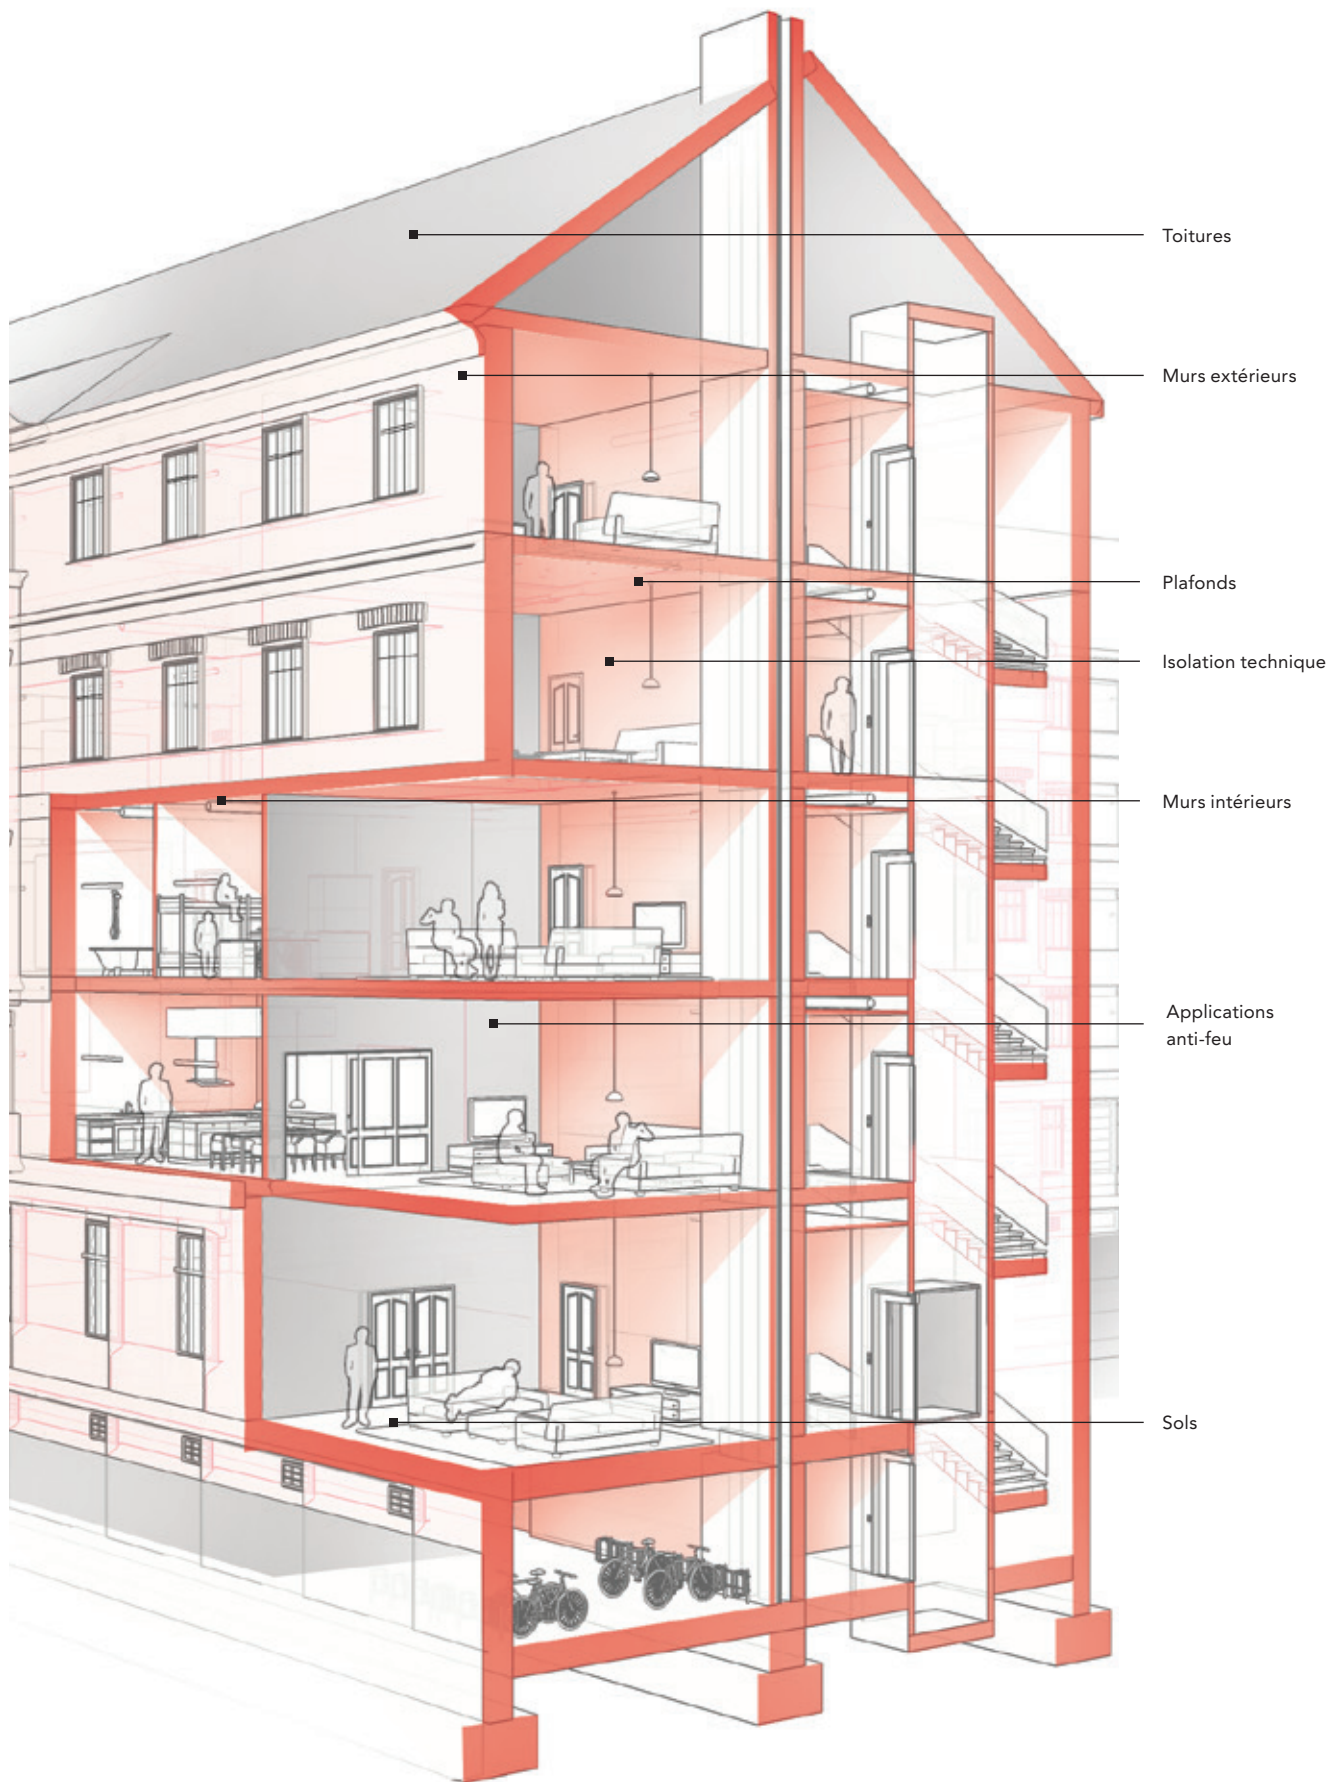 Toitures
Murs extérieurs
Plafonds
Isolation technique
Murs intérieurs
Applications
anti-feu
Sols